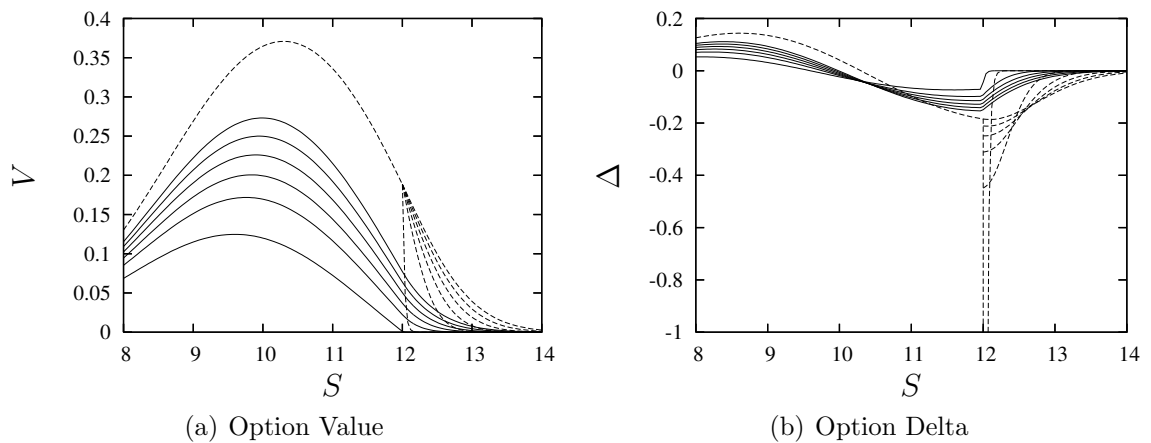 0.4
0.35
0.3
0.25
0.2
0.15
0.1
0.05
0
V
8 9 10 11 12 13 14
S
(a) Option Value
0.2
0
-0.2
-0.4
-0.6
-0.8
-1
Δ
8 9 10 11 12 13 14
S
(b) Option Delta